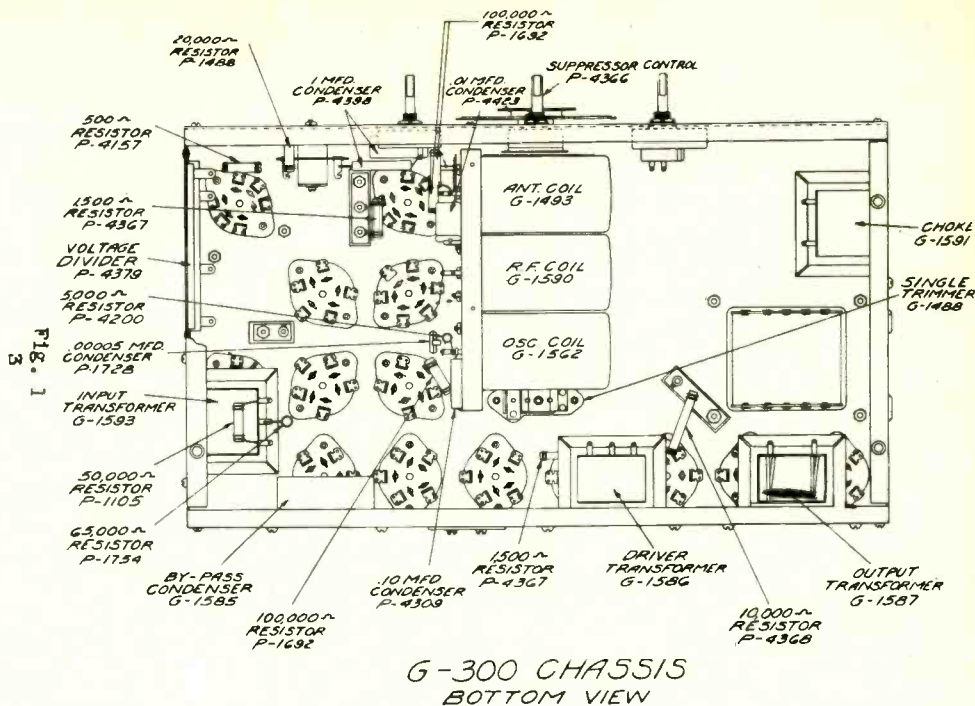 100,000~
RESISTOR
P-1692
20,000~
RESISTOR
P-1488
.1 MFD.
CONDENSER
P-4398
.01 MFD.
CONDENSER
P-4423
SUPPRESSOR CONTROL
P-4366
500~
RESISTOR
P-4157
1,500~
RESISTOR
P-4367
VOLTAGE
DIVIDER
P-4379
5,000~
RESISTOR
P-4200
.00005 MFD.
CONDENSER
P-1728
INPUT
TRANSFORMER
G-1593
50,000~
RESISTOR
P-1105
65,000~
RESISTOR
P-1754
BY-PASS
CONDENSER
G-1585
100,000~
RESISTOR
P-1692
.10 MFD
CONDENSER
P-4309
ANT. COIL
G-1493
R.F. COIL
G-1590
OSC. COIL
G-1562
CHOKE
G-1591
SINGLE
TRIMMER
G-1488
1,500~
RESISTOR
P-4367
DRIVER
TRANSFORMER
G-1586
10,000~
RESISTOR
P-4368
OUTPUT
TRANSFORMER
G-1587
Fig. 1
3
G-300 CHASSIS
BOTTOM VIEW